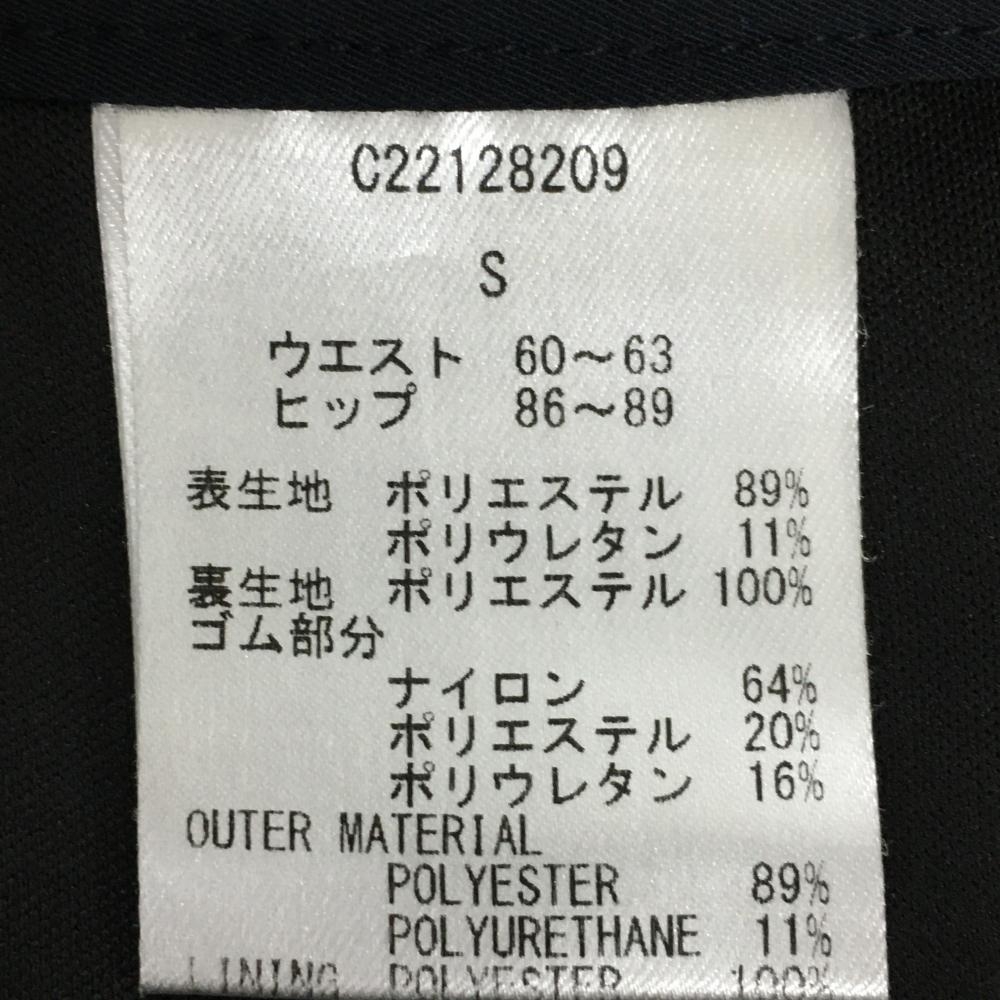 C22128209
S
ウエスト 60～63
ヒップ 86～89
表生地 ポリエステル 89%
ポリウレタン 11%
裏生地 ポリエステル 100%
ゴム部分
ナイロン 64%
ポリエステル 20%
ポリウレタン 16%
OUTER MATERIAL
POLYESTER 89%
POLYURETHANE 11%
LINING POLYESTER 100%